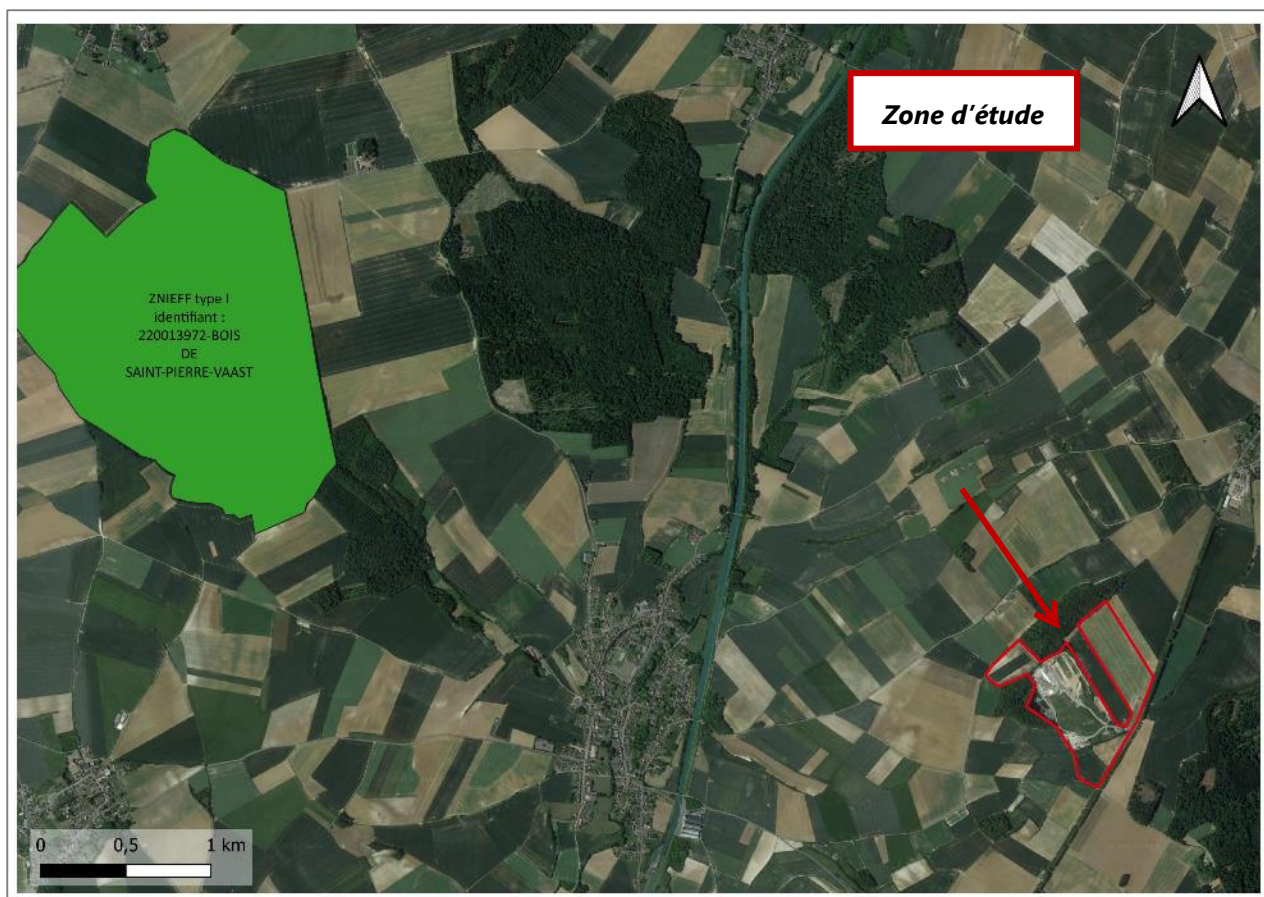 Zone d'étude
ZNIEFF type I
identifiant :
220013972-BOIS
DE
SAINT-PIERRE-VAAST
0 0,5 1 km